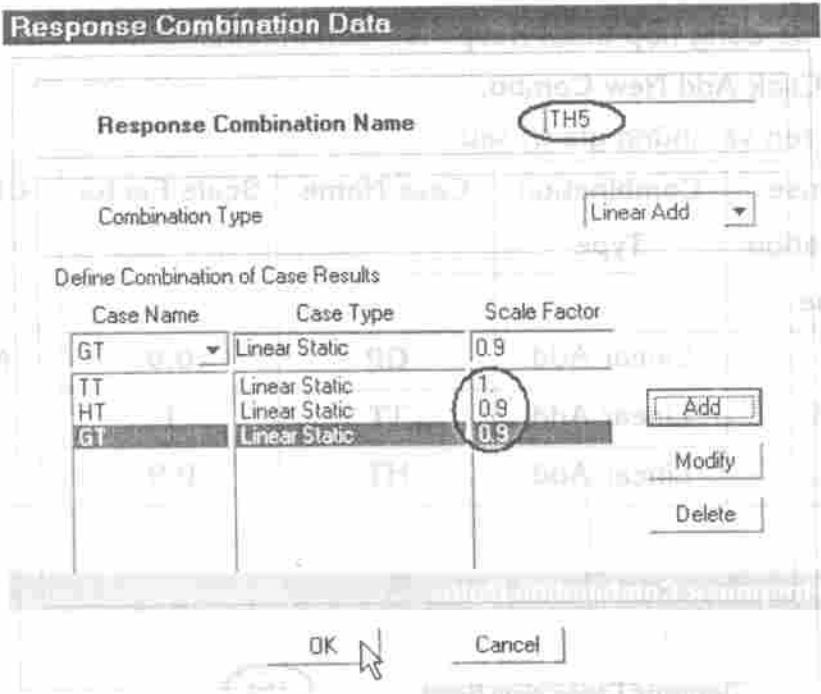 Response Combination Data
Response Combination Name TH5
Combination Type Linear Add
Define Combination of Case Results
Case Name Case Type Scale Factor
GT Linear Static 0.9
TT Linear Static 1.
HT Linear Static 0.9
GT Linear Static 0.9
Add
Modify
Delete
OK Cancel